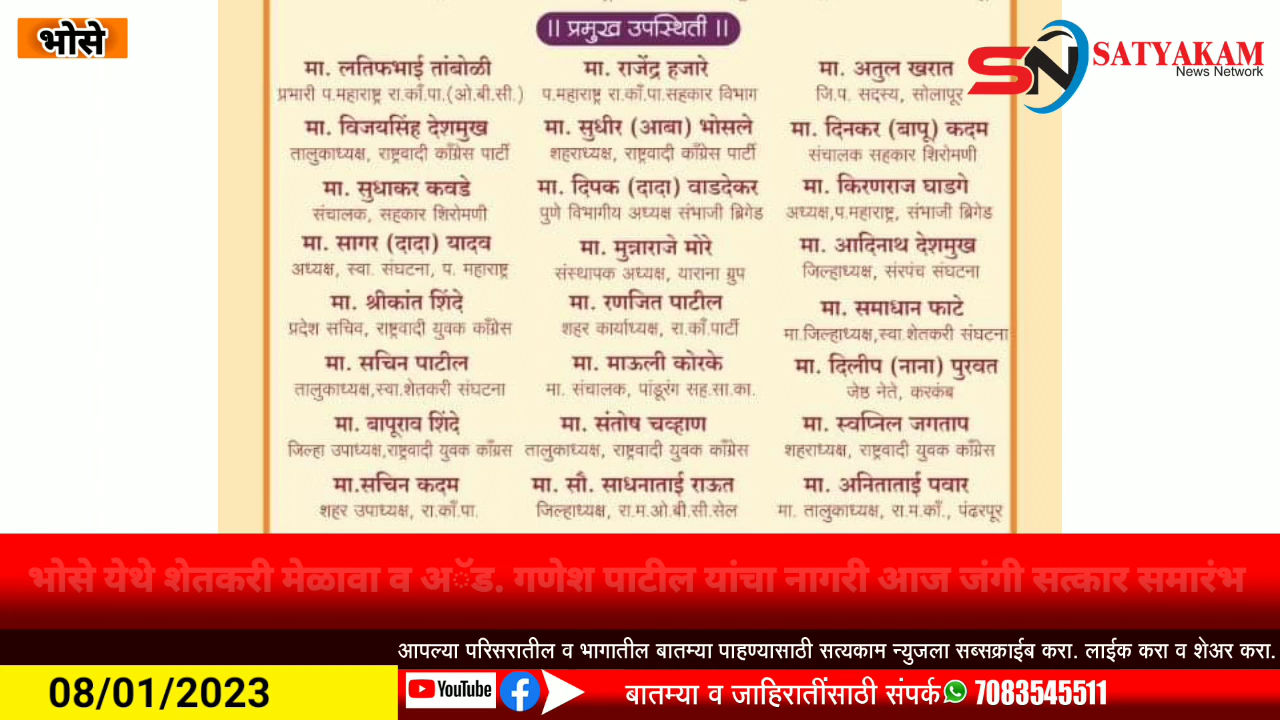 भोसे
SN SATYAKAM
News Network
।। प्रमुख उपस्थिती ।।
मा. लतिफभाई तांबोळी
प्रभारी प.महाराष्ट्र रा.काँ.पा.(ओ.बी.सी.)
मा. राजेंद्र हजारे
प.महाराष्ट्र रा.काँ.पा.सहकार विभाग
मा. अतुल खरात
जि.प. सदस्य, सोलापूर
मा. विजयसिंह देशमुख
तालुकाध्यक्ष, राष्ट्रवादी काँग्रेस पार्टी
मा. सुधीर (आबा) भोसले
शहराध्यक्ष, राष्ट्रवादी काँग्रेस पार्टी
मा. दिनकर (बापू) कदम
संचालक सहकार शिरोमणी
मा. सुधाकर कवडे
संचालक, सहकार शिरोमणी
मा. दिपक (दादा) वाडदेकर
पुणे विभागीय अध्यक्ष संभाजी ब्रिगेड
मा. किरणराज घाडगे
अध्यक्ष,प.महाराष्ट्र, संभाजी ब्रिगेड
मा. सागर (दादा) यादव
अध्यक्ष, स्वा. संघटना, प. महाराष्ट्र
मा. मुन्नाराजे मोरे
संस्थापक अध्यक्ष, याराना ग्रुप
मा. आदिनाथ देशमुख
जिल्हाध्यक्ष, संरपंच संघटना
मा. श्रीकांत शिंदे
प्रदेश सचिव, राष्ट्रवादी युवक काँग्रेस
मा. रणजित पाटील
शहर कार्याध्यक्ष, रा.काँ.पार्टी
मा. समाधान फाटे
मा.जिल्हाध्यक्ष,स्वा.शेतकरी संघटना
मा. सचिन पाटील
तालुकाध्यक्ष,स्वा.शेतकरी संघटना
मा. माऊली कोरके
मा. संचालक, पांडूरंग सह.सा.का.
मा. दिलीप (नाना) पुरवत
जेष्ठ नेते, करकंब
मा. बापूराव शिंदे
जिल्हा उपाध्यक्ष,राष्ट्रवादी युवक काँग्रस
मा. संतोष चव्हाण
तालुकाध्यक्ष, राष्ट्रवादी युवक काँग्रेस
मा. स्वप्निल जगताप
शहराध्यक्ष, राष्ट्रवादी युवक काँग्रेस
मा.सचिन कदम
शहर उपाध्यक्ष, रा.काँ.पा.
मा. सौ. साधनाताई राऊत
जिल्हाध्यक्ष, रा.म.ओ.बी.सी.सेल
मा. अनिताताई पवार
मा. तालुकाध्यक्ष, रा.म.काँ., पंढरपूर
भोसे येथे शेतकरी मेळावा व अॅड. गणेश पाटील यांचा नागरी आज जंगी सत्कार समारंभ
आपल्या परिसरातील व भागातील बातम्या पाहण्यासाठी सत्यकाम न्युजला सब्सक्राईब करा. लाईक करा व शेअर करा.
08/01/2023
YouTube
बातम्या व जाहिरातींसाठी संपर्क 7083545511